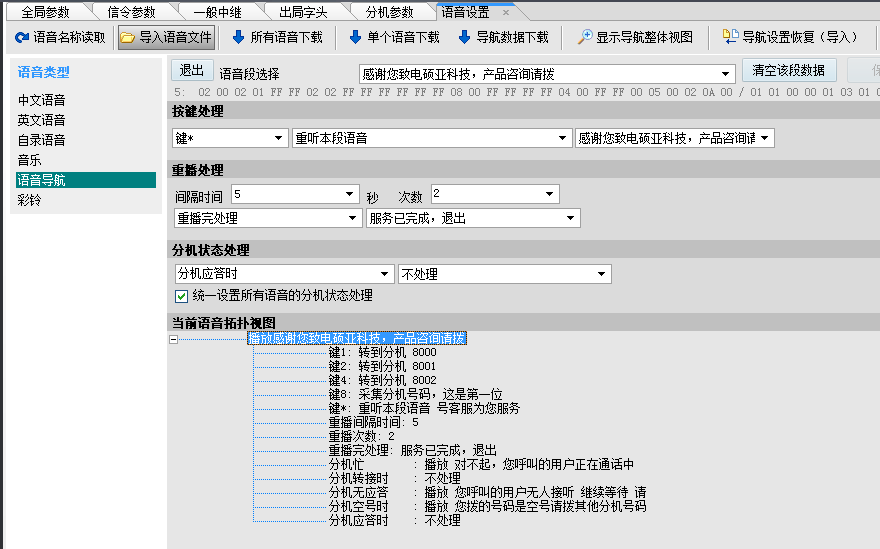 全局参数 信令参数 一般中继 出局字头 分机参数 语音设置 ×
语音名称读取 导入语音文件 所有语音下载 单个语音下载 导航数据下载 显示导航整体视图 导航设置恢复（导入）
语音类型
中文语音
英文语音
自录语音
音乐
语音导航
彩铃
退出 语音段选择 感谢您致电硕亚科技，产品咨询请拨 清空该段数据
5: 02 00 02 01 FF FF 02 02 FF FF FF FF FF 08 00 FF FF FF FF 04 00 FF FF 00 05 00 02 0A 00 / 01 01 00 00 01 03 01 0
按键处理
键* 重听本段语音 感谢您致电硕亚科技，产品咨询请
重播处理
间隔时间 5 秒 次数 2
重播完处理 服务已完成，退出
分机状态处理
分机应答时 不处理
统一设置所有语音的分机状态处理
当前语音拓扑视图
播放感谢您致电硕亚科技，产品咨询请拨
键1: 转到分机 8000
键2: 转到分机 8001
键4: 转到分机 8002
键8: 采集分机号码，这是第一位
键*: 重听本段语音 号客服为您服务
重播间隔时间: 5
重播次数: 2
重播完处理: 服务已完成，退出
分机忙 : 播放 对不起，您呼叫的用户正在通话中
分机转接时 : 不处理
分机无应答 : 播放 您呼叫的用户无人接听 继续等待 请
分机空号时 : 播放 您拨的号码是空号请拨其他分机号码
分机应答时 : 不处理